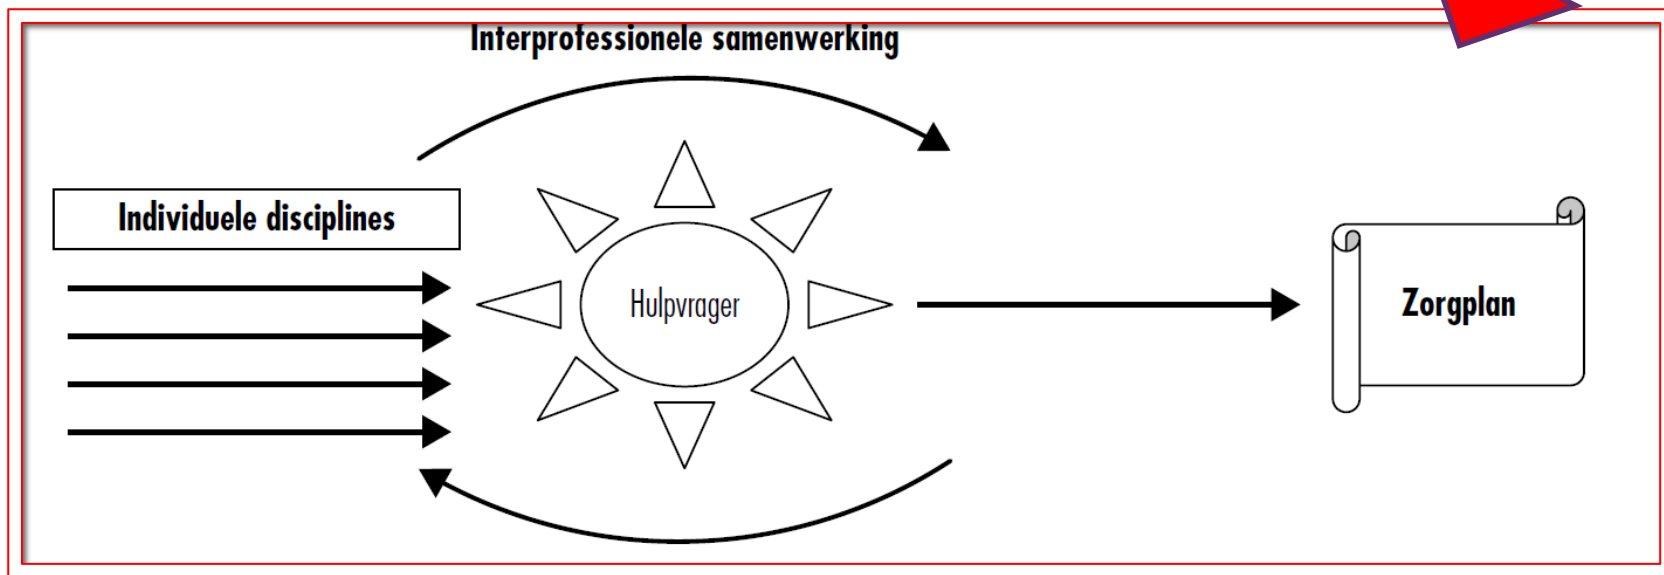 Interprofessionele samenwerking
Individuele disciplines
Hulpvrager
Zorgplan